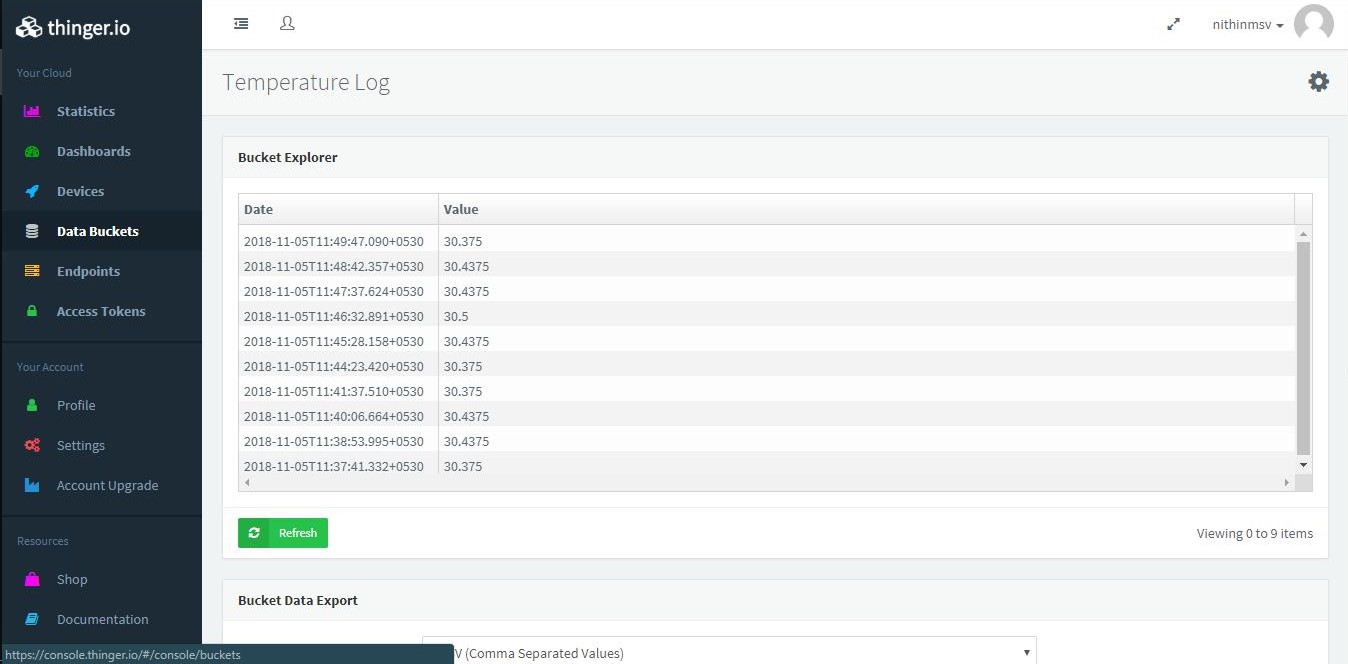 thinger.io
nithinmsv
Your Cloud
Statistics
Dashboards
Devices
Data Buckets
Endpoints
Access Tokens
Your Account
Profile
Settings
Account Upgrade
Resources
Shop
Documentation
https://console.thinger.io/#/console/buckets
Temperature Log
Bucket Explorer
Date Value
2018-11-05T11:49:47.090+0530 30.375
2018-11-05T11:48:42.357+0530 30.4375
2018-11-05T11:47:37.624+0530 30.4375
2018-11-05T11:46:32.891+0530 30.5
2018-11-05T11:45:28.158+0530 30.4375
2018-11-05T11:44:23.420+0530 30.375
2018-11-05T11:41:37.510+0530 30.375
2018-11-05T11:40:06.664+0530 30.4375
2018-11-05T11:38:53.995+0530 30.4375
2018-11-05T11:37:41.332+0530 30.375
Refresh Viewing 0 to 9 items
Bucket Data Export
V (Comma Separated Values)